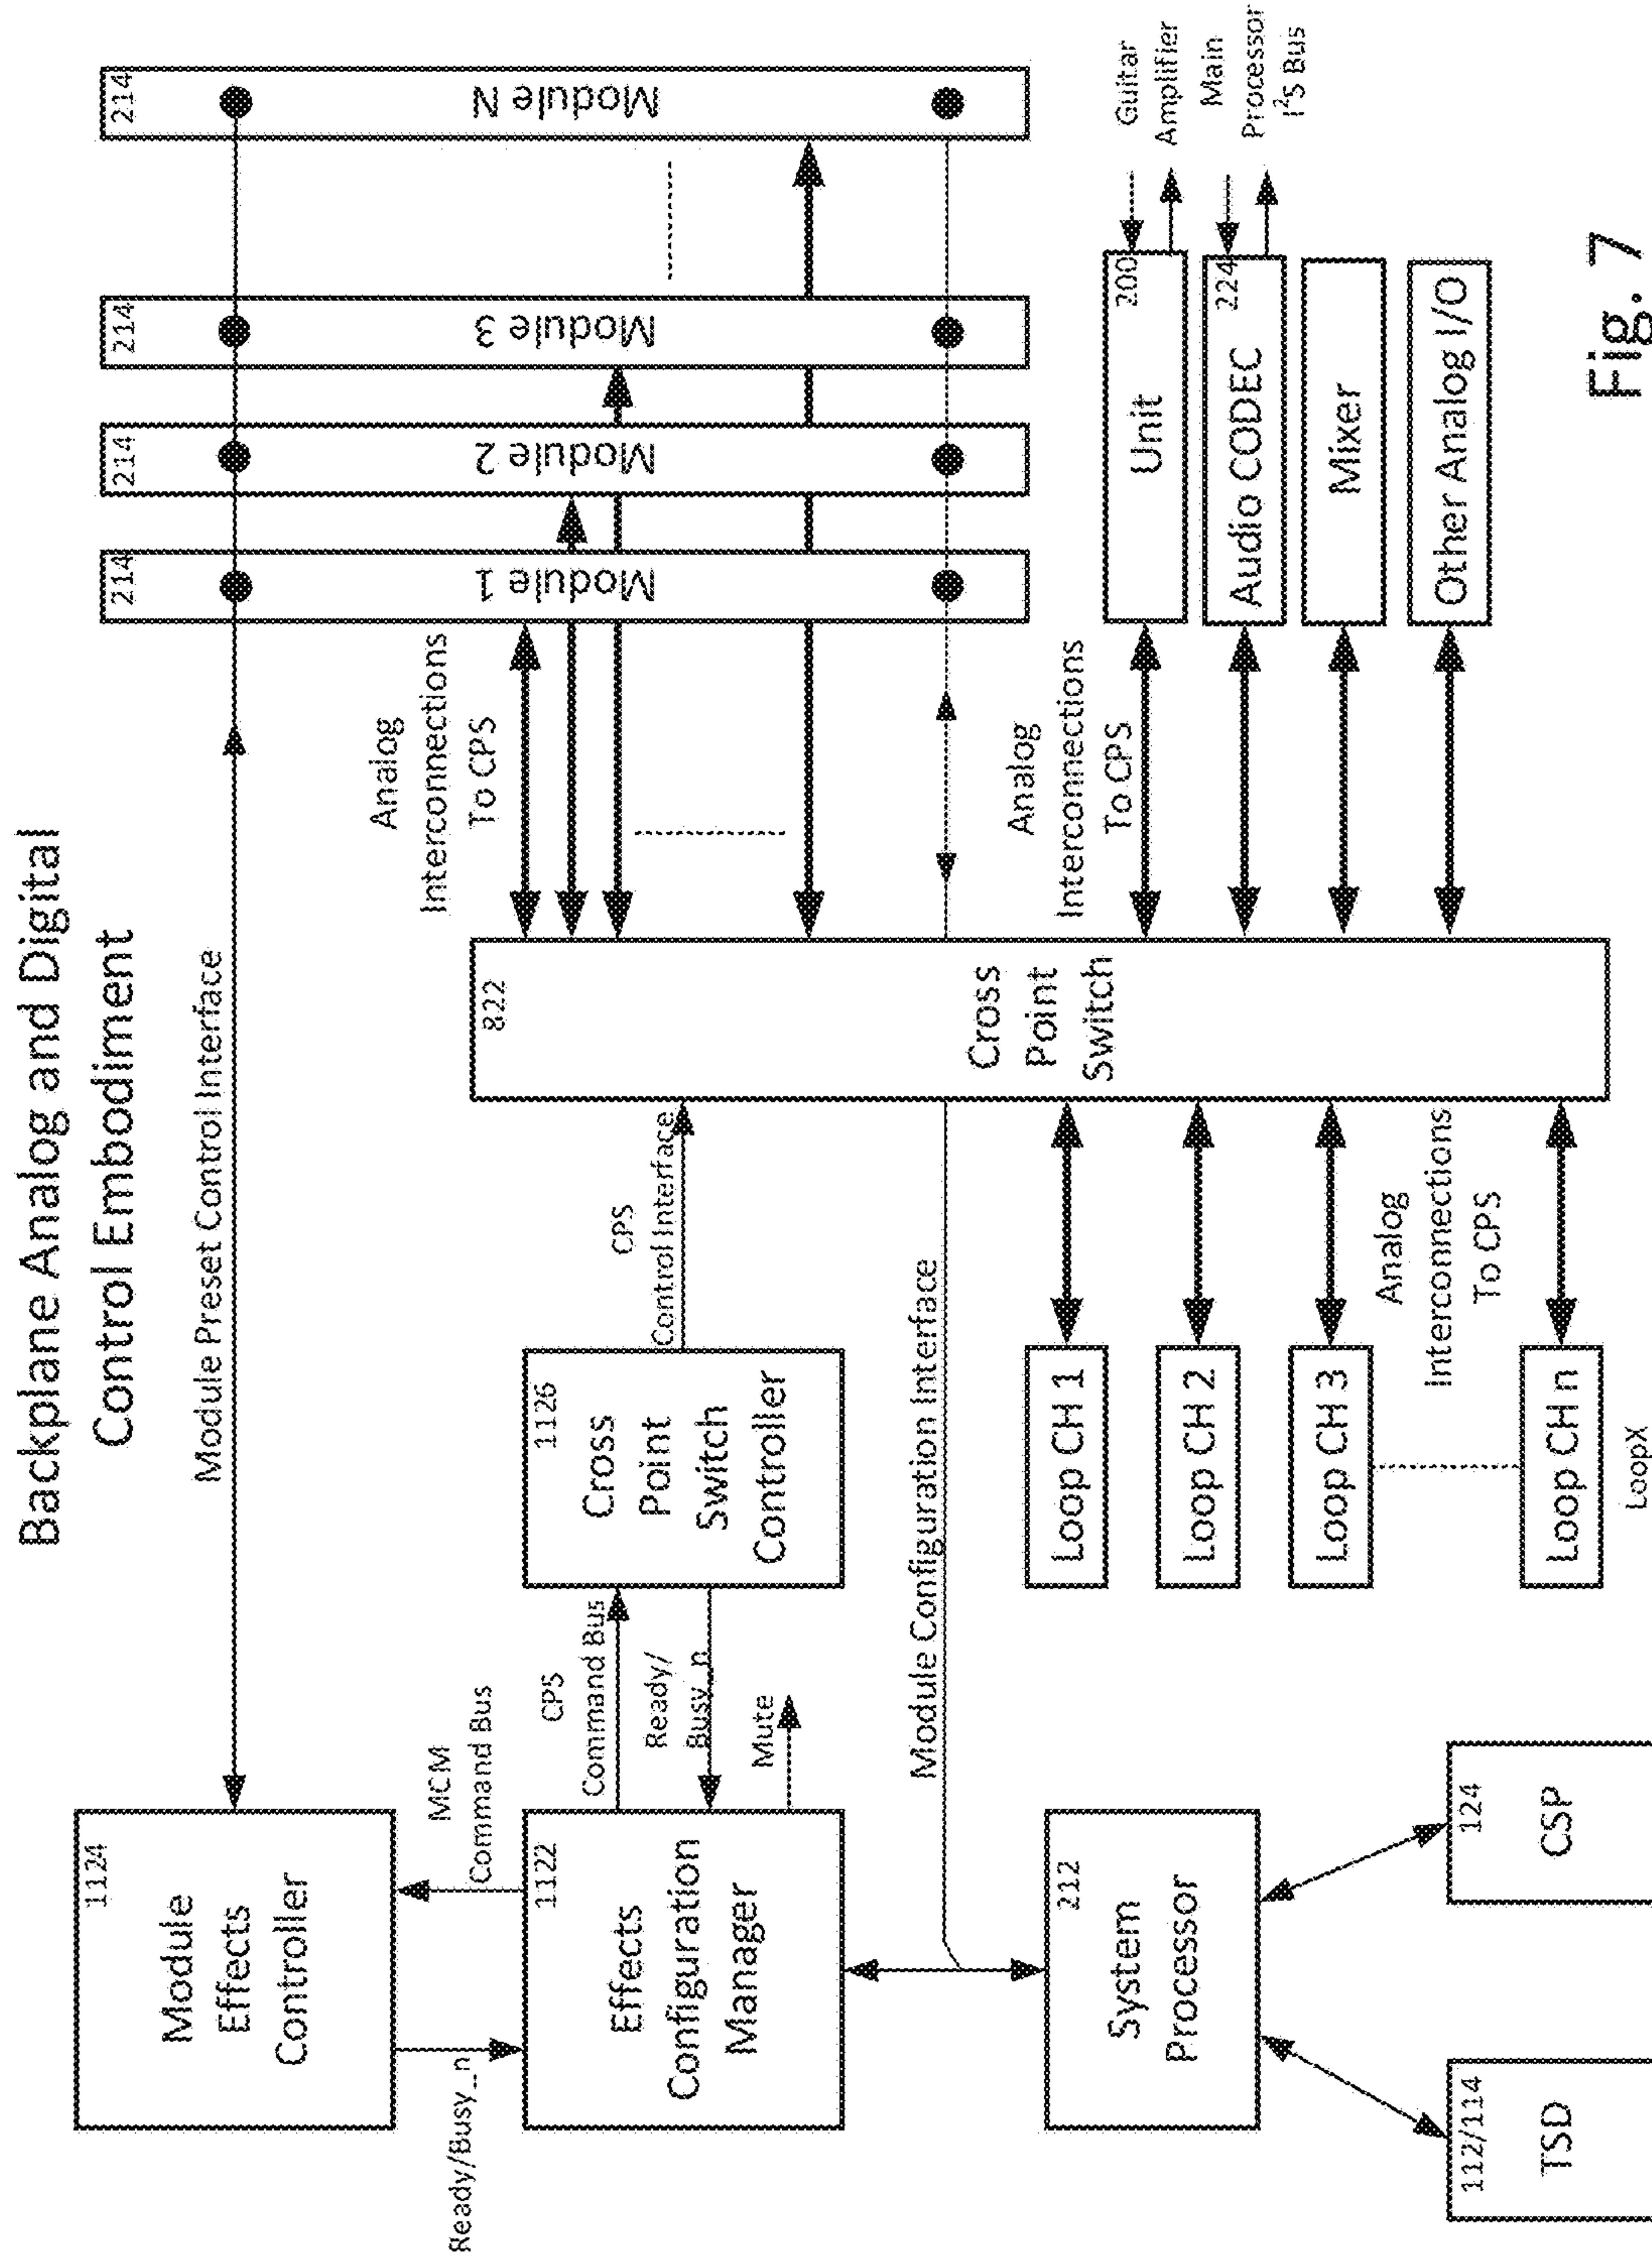 Backplane Analog and Digital
Control Embodiment
1124
Module
Effects
Controller
Module Preset Control Interface
214
Module 1
214
Module 2
214
Module 3
214
Module N
Ready/Busy_n
MCM
Command Bus
1122
Effects
Configuration
Manager
CPS
Command Bus
Ready/
Busy_n
Mute
1126
Cross
Point
Switch
Controller
CPS
Control Interface
822
Cross
Point
Switch
Analog
Interconnections
To CPS
Module Configuration Interface
212
System
Processor
112/114
TSD
124
CSP
Loop CH 1
Loop CH 2
Loop CH 3
Loop CH n
LoopX
Analog
Interconnections
To CPS
Analog
Interconnections
To CPS
200
Unit
224
Audio CODEC
Mixer
Other Analog I/O
Guitar
Amplifier
Main
Processor
I²S Bus
Fig. 7